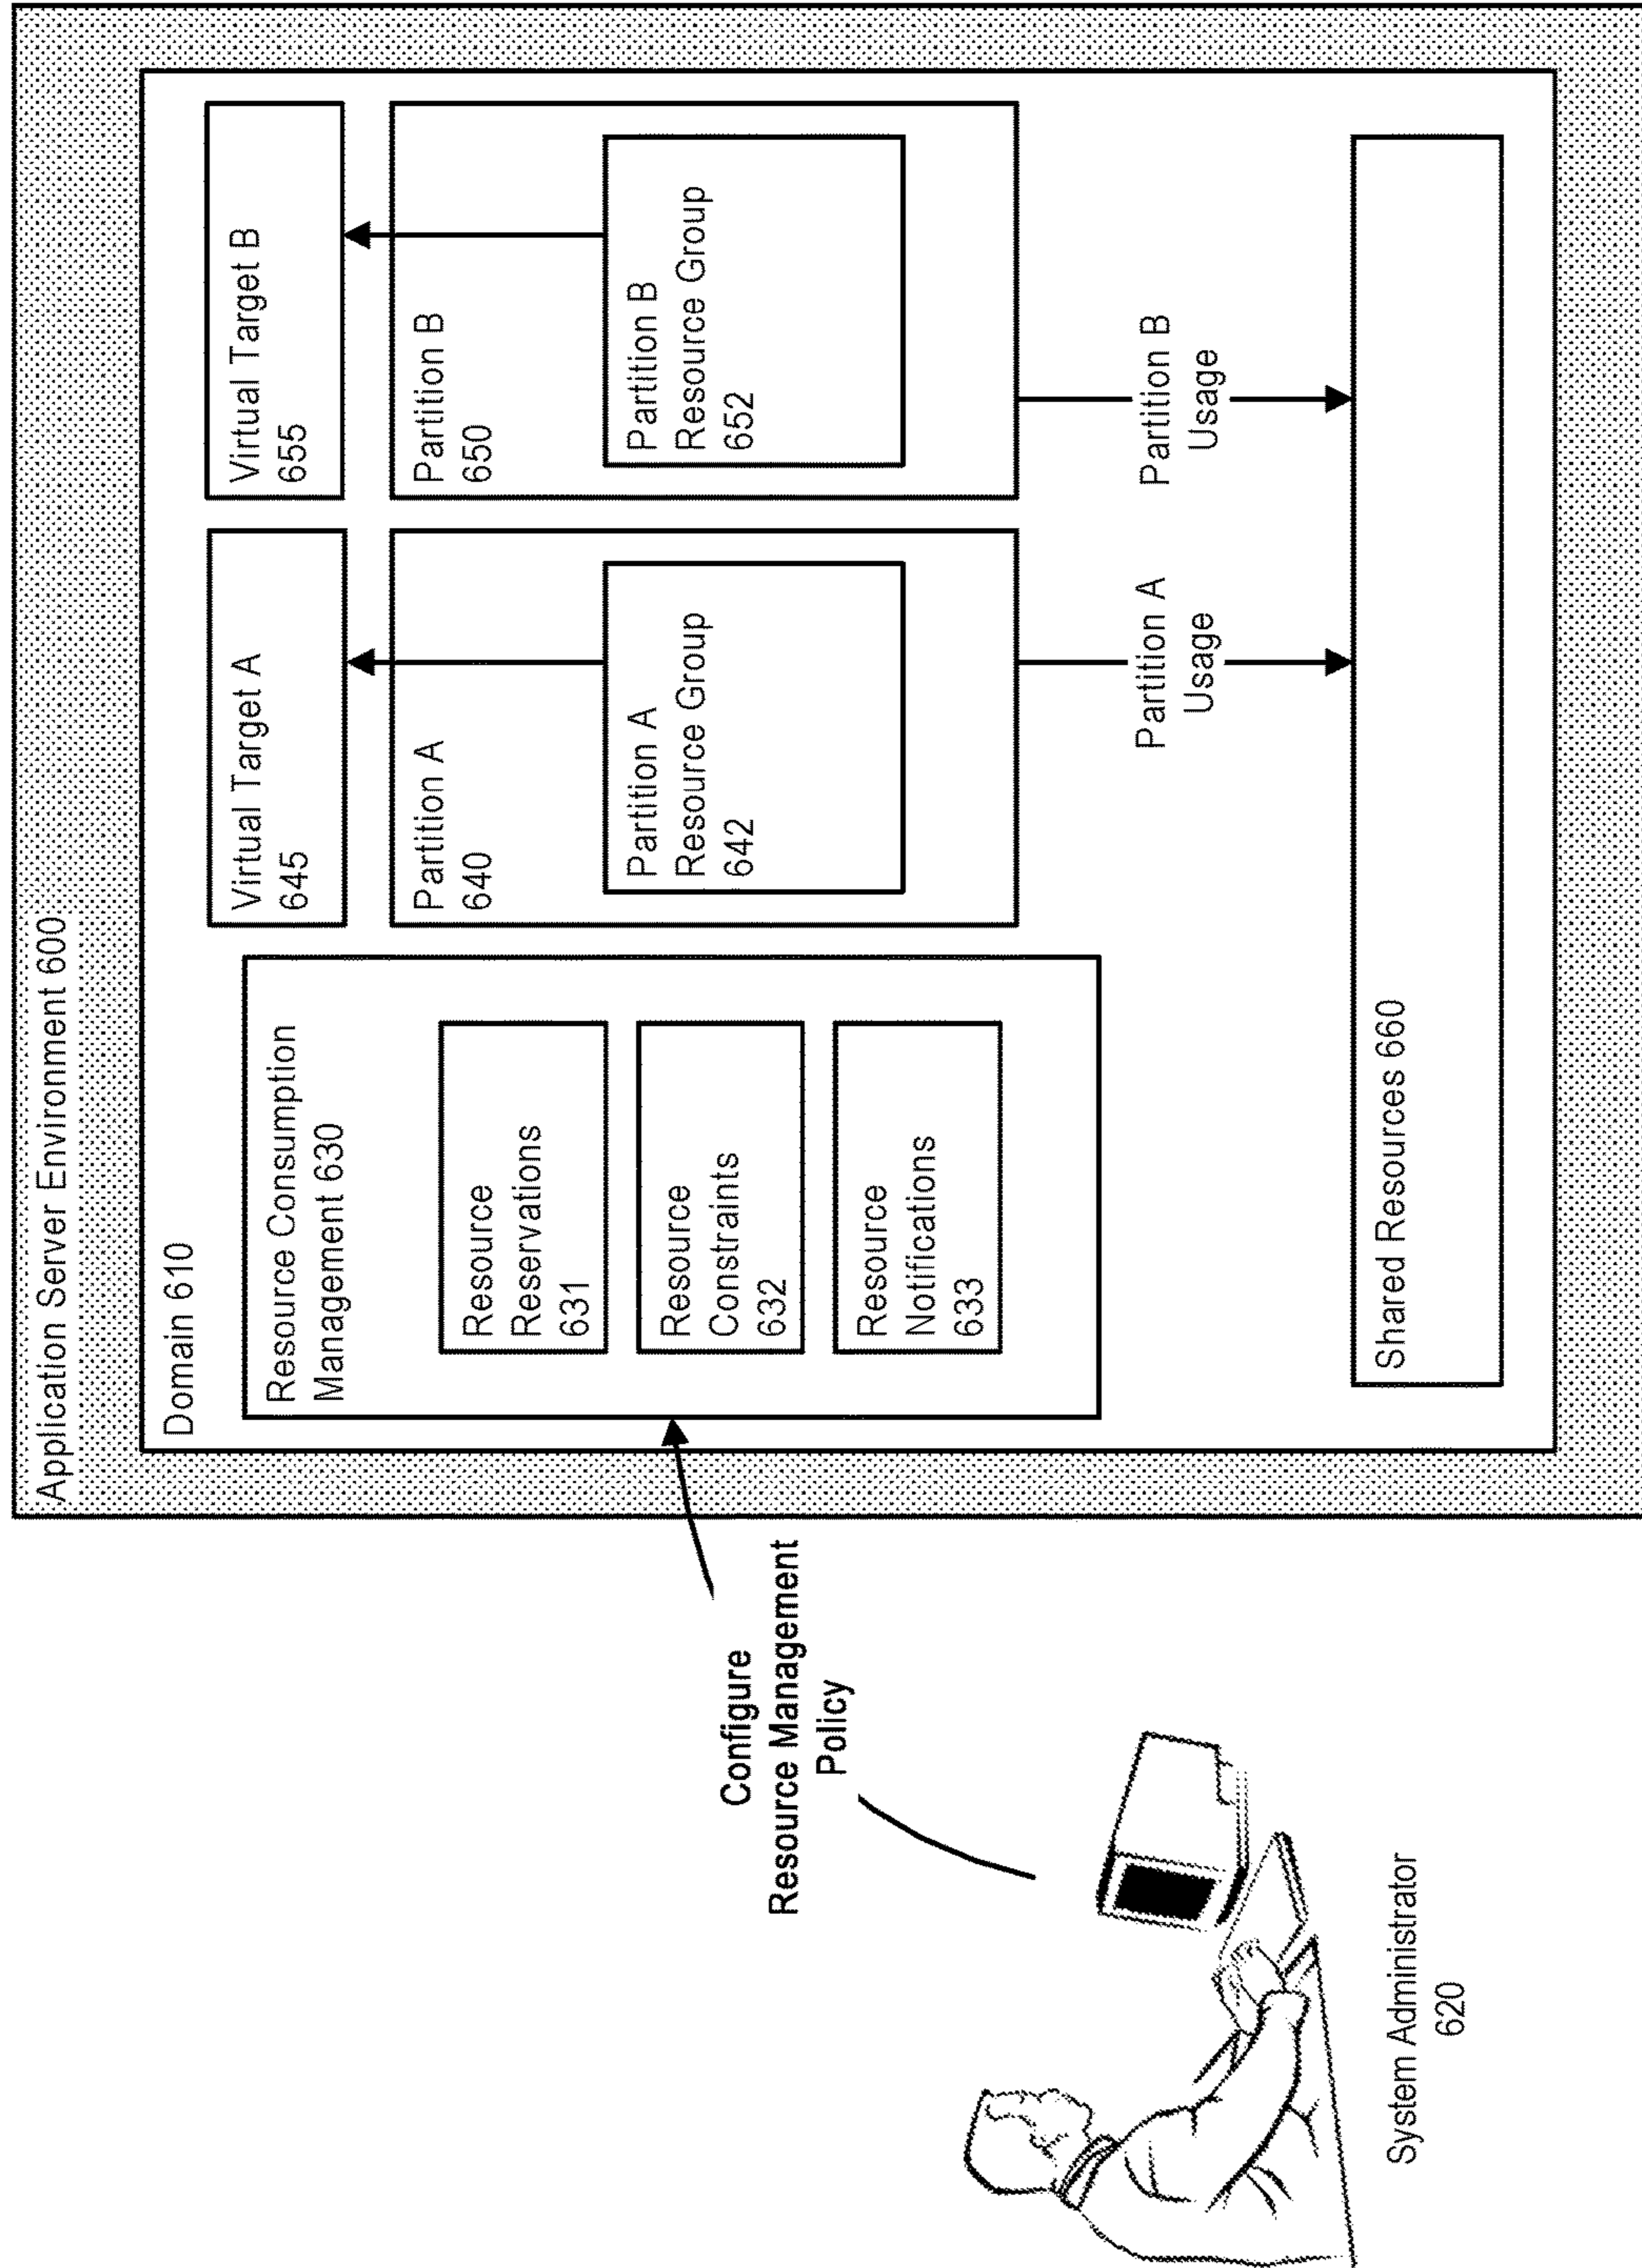 Application Server Environment 600
Domain 610
Resource Consumption
Management 630
Resource
Reservations
631
Resource
Constraints
632
Resource
Notifications
633
Virtual Target A
645
Partition A
640
Partition A
Resource Group
642
Virtual Target B
655
Partition B
650
Partition B
Resource Group
652
Partition A
Usage
Partition B
Usage
Shared Resources 660
Configure
Resource Management
Policy
System Administrator
620